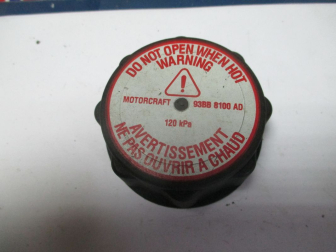 DO NOT OPEN WHEN HOT
WARNING
MOTORCRAFT 93BB 8100 AD
120 kPa
AVERTISSEMENT
NE PAS OUVRIR À CHAUD